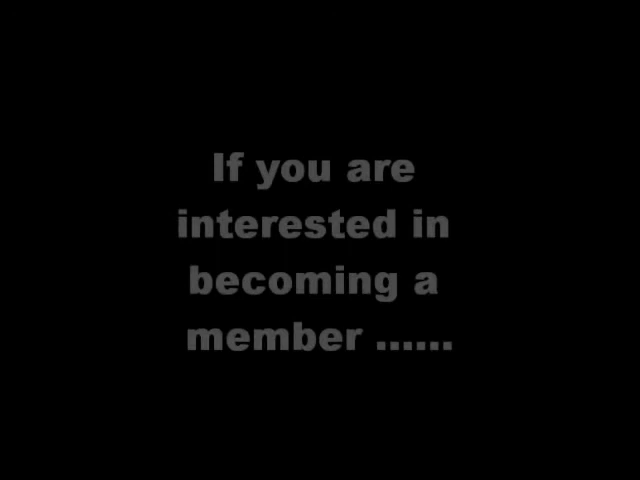 If you are
interested in
becoming a
member ......